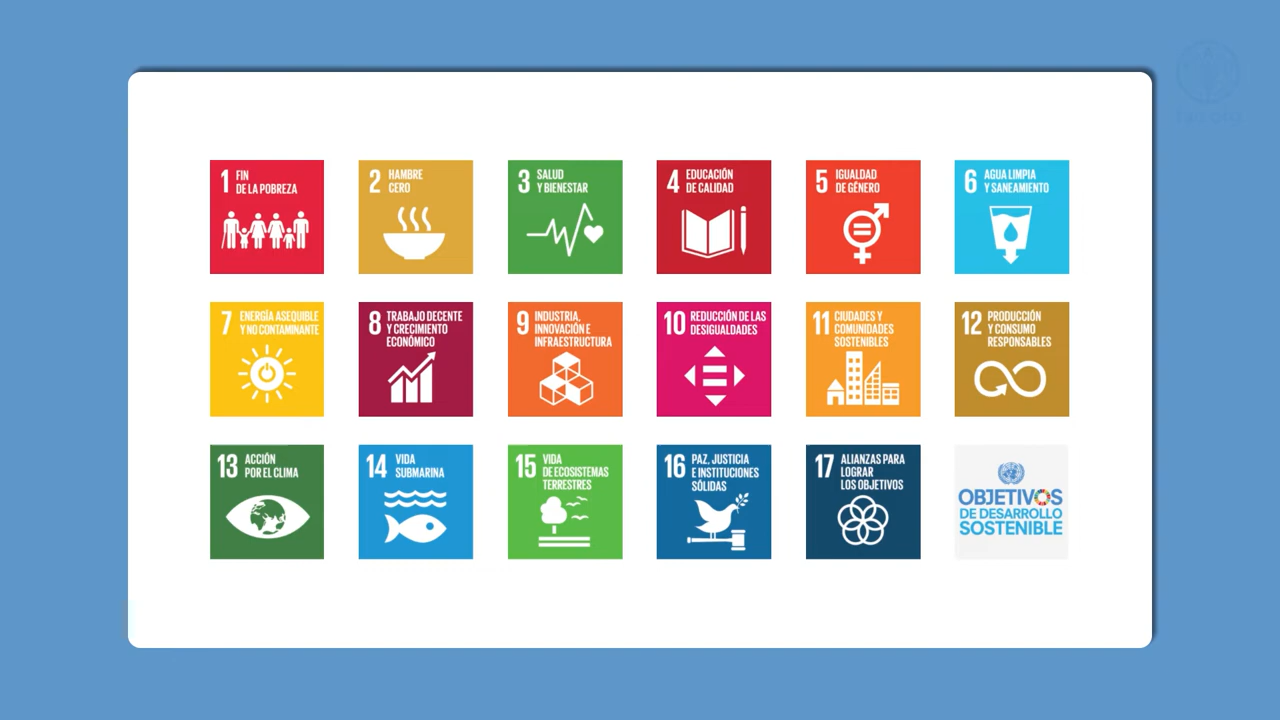 1 FIN
DE LA POBREZA
2 HAMBRE
CERO
3 SALUD
Y BIENESTAR
4 EDUCACIÓN
DE CALIDAD
5 IGUALDAD
DE GÉNERO
6 AGUA LIMPIA
Y SANEAMIENTO
7 ENERGÍA ASEQUIBLE
Y NO CONTAMINANTE
8 TRABAJO DECENTE
Y CRECIMIENTO
ECONÓMICO
9 INDUSTRIA,
INNOVACIÓN E
INFRAESTRUCTURA
10 REDUCCIÓN DE LAS
DESIGUALDADES
11 CIUDADES Y
COMUNIDADES
SOSTENIBLES
12 PRODUCCIÓN
Y CONSUMO
RESPONSABLES
13 ACCIÓN
POR EL CLIMA
14 VIDA
SUBMARINA
15 VIDA
DE ECOSISTEMAS
TERRESTRES
16 PAZ, JUSTICIA
E INSTITUCIONES
SÓLIDAS
17 ALIANZAS PARA
LOGRAR
LOS OBJETIVOS
OBJETIVOS
DE DESARROLLO
SOSTENIBLE